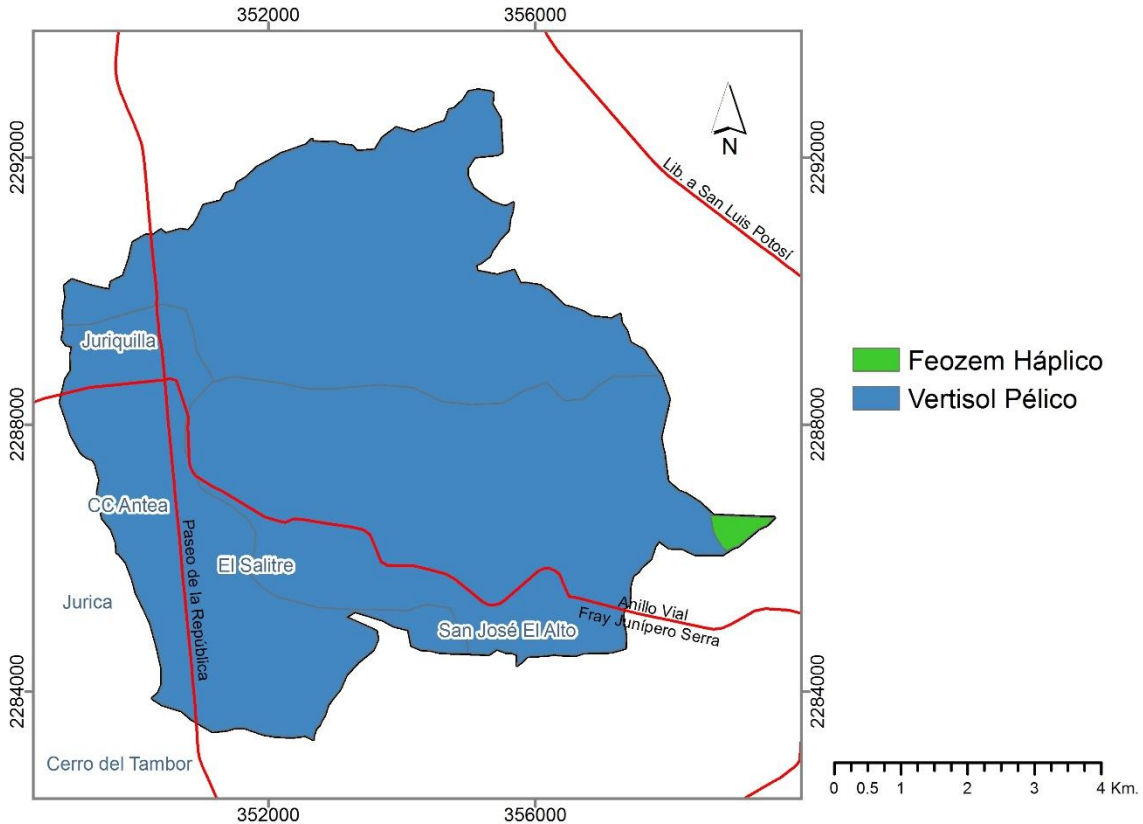 352000
356000
2292000
2292000
N
Lib. a San Luis Potosí
Juriquilla
Feozem Háplico
Vertisol Pélico
2288000
2288000
CC Antea
Paseo de la República
El Salitre
Jurica
Anillo Vial
Fray Junípero Serra
San José El Alto
2284000
2284000
Cerro del Tambor
0 0.5 1 2 3 4 Km.
352000
356000